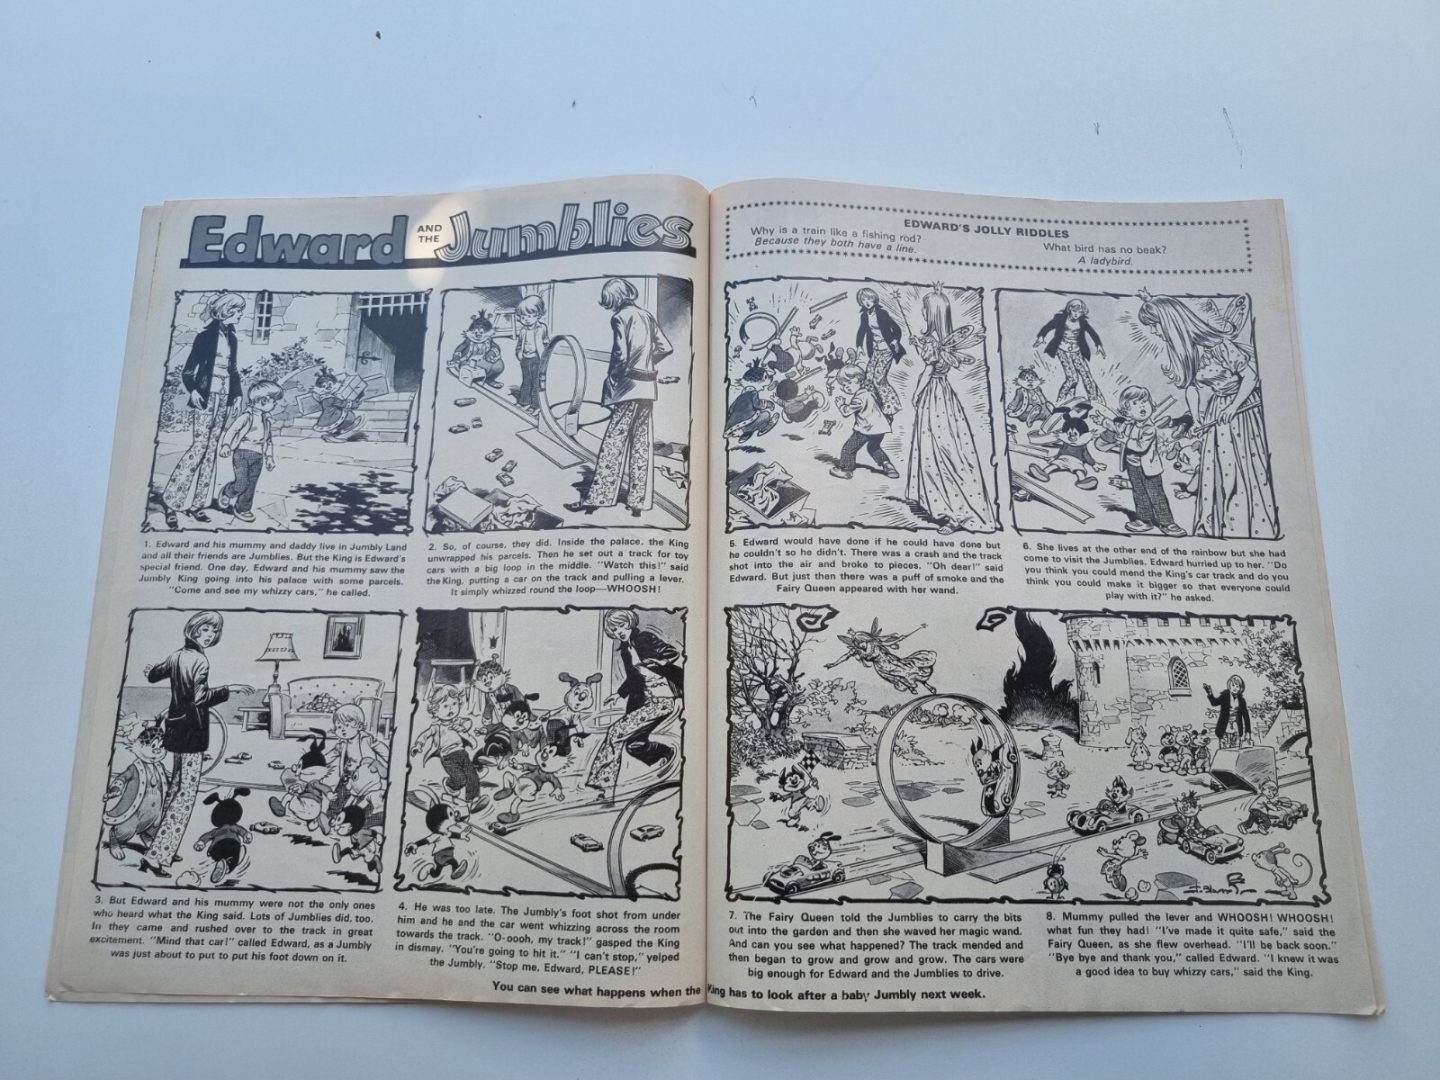 Edward AND THE Jumblies
1. Edward and his mummy and daddy live in Jumbly Land
and all their friends are Jumblies. But the King is Edward's
special friend. One day, Edward and his mummy saw the
Jumbly King going into his palace with some parcels.
"Come and see my whizzy cars," he called.
2. So, of course, they did. Inside the palace, the King
unwrapped his parcels. Then he set out a track for toy
cars with a big loop in the middle. "Watch this!" said
the King, putting a car on the track and pulling a lever.
It simply whizzed round the loop—WHOOSH!
3. But Edward and his mummy were not the only ones
who heard what the King said. Lots of Jumblies did, too.
In they came and rushed over to the track in great
excitement. "Mind that car!" called Edward, as a Jumbly
was just about to put to put his foot down on it.
4. He was too late. The Jumbly's foot shot from under
him and he and the car went whizzing across the room
towards the track. "O-oooh, my track!" gasped the King
in dismay. "You're going to hit it." "I can't stop," yelped
the Jumbly. "Stop me, Edward, PLEASE!"
EDWARD'S JOLLY RIDDLES
Why is a train like a fishing rod?
Because they both have a line.
What bird has no beak?
A ladybird.
5. Edward would have done if he could have done but
he couldn't so he didn't. There was a crash and the track
shot into the air and broke to pieces. "Oh dear!" said
Edward. But just then there was a puff of smoke and the
Fairy Queen appeared with her wand.
6. She lives at the other end of the rainbow but she had
come to visit the Jumblies. Edward hurried up to her. "Do
you think you could mend the King's car track and do you
think you could make it bigger so that everyone could
play with it?" he asked.
7. The Fairy Queen told the Jumblies to carry the bits
out into the garden and then she waved her magic wand.
And can you see what happened? The track mended and
then began to grow and grow and grow. The cars were
big enough for Edward and the Jumblies to drive.
8. Mummy pulled the lever and WHOOSH! WHOOSH!
what fun they had! "I've made it quite safe," said the
Fairy Queen, as she flew overhead. "I'll be back soon."
"Bye bye and thank you," called Edward. "I knew it was
a good idea to buy whizzy cars," said the King.
You can see what happens when the King has to look after a baby Jumbly next week.